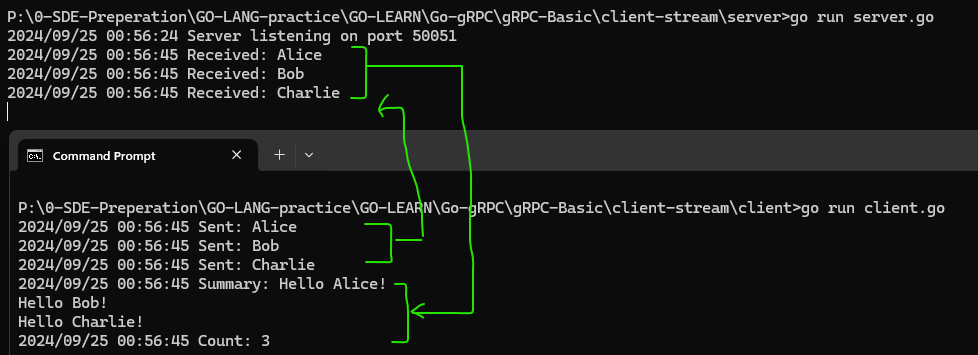 P:\0-SDE-Preperation\GO-LANG-practice\GO-LEARN\Go-gRPC\gRPC-Basic\client-stream\server>go run server.go
2024/09/25 00:56:24 Server listening on port 50051
2024/09/25 00:56:45 Received: Alice
2024/09/25 00:56:45 Received: Bob
2024/09/25 00:56:45 Received: Charlie
Command Prompt
P:\0-SDE-Preperation\GO-LANG-practice\GO-LEARN\Go-gRPC\gRPC-Basic\client-stream\client>go run client.go
2024/09/25 00:56:45 Sent: Alice
2024/09/25 00:56:45 Sent: Bob
2024/09/25 00:56:45 Sent: Charlie
2024/09/25 00:56:45 Summary: Hello Alice!
Hello Bob!
Hello Charlie!
2024/09/25 00:56:45 Count: 3